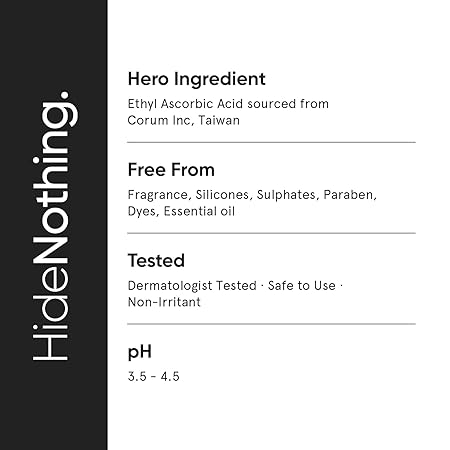 HideNothing.
Hero Ingredient
Ethyl Ascorbic Acid sourced from
Corum Inc, Taiwan
Free From
Fragrance, Silicones, Sulphates, Paraben,
Dyes, Essential oil
Tested
Dermatologist Tested · Safe to Use ·
Non-Irritant
pH
3.5 - 4.5